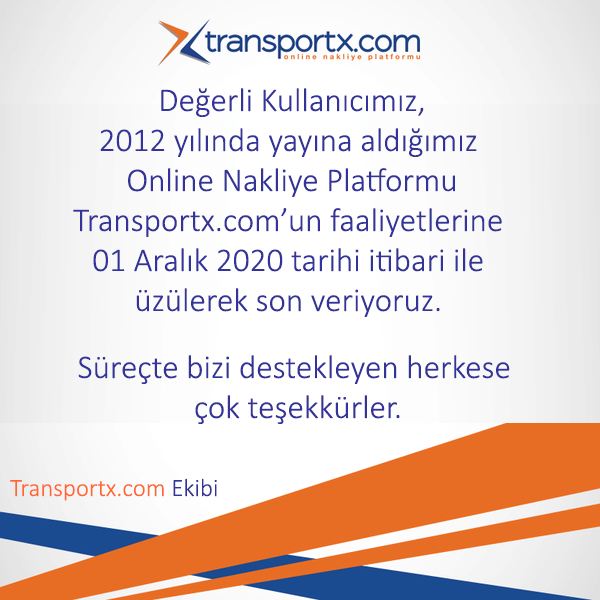 transportx.com
online nakliye platformu
Değerli Kullanıcımız,
2012 yılında yayına aldığımız
Online Nakliye Platformu
Transportx.com’un faaliyetlerine
01 Aralık 2020 tarihi itibari ile
üzülerek son veriyoruz.
Süreçte bizi destekleyen herkese
çok teşekkürler.
Transportx.com Ekibi